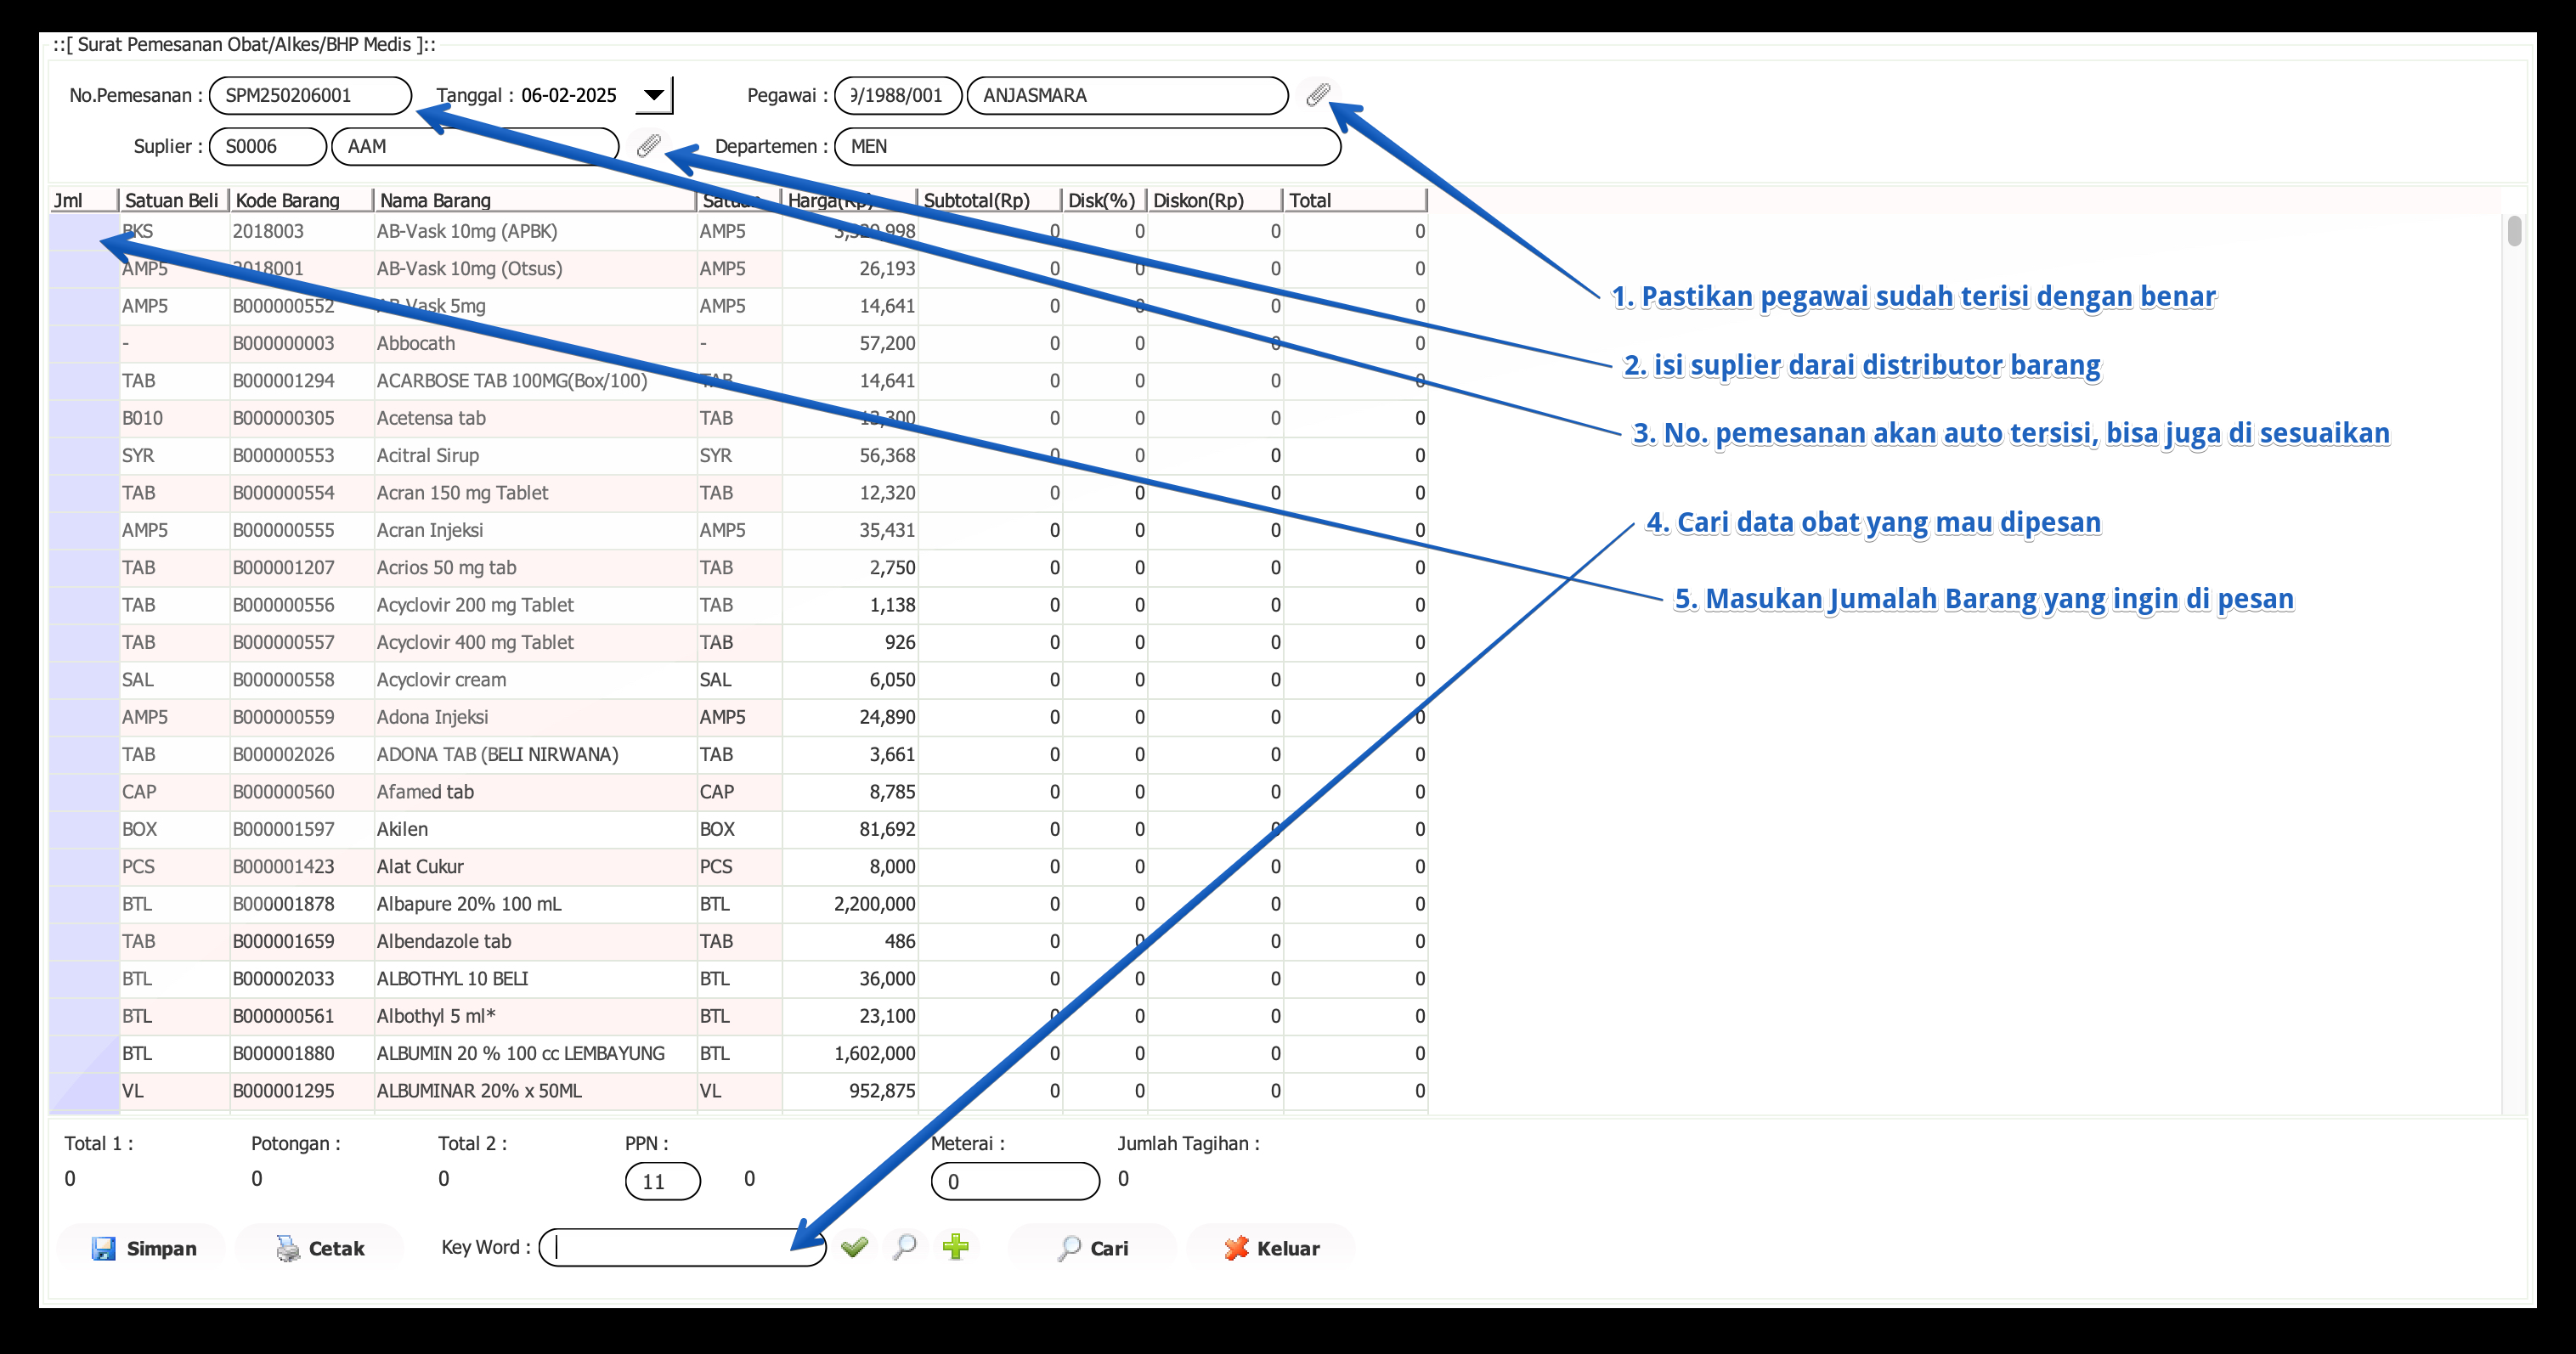 ::[ Surat Pemesanan Obat/Alkes/BHP Medis ]::
No.Pemesanan : SPM250206001 Tanggal : 06-02-2025 Pegawai : 9/1988/001 ANJASMARA
Suplier : S0006 AAM Departemen : MEN
Jml Satuan Beli Kode Barang Nama Barang Satuan Harga(Rp) Subtotal(Rp) Disk(%) Diskon(Rp) Total
BKS 2018003 AB-Vask 10mg (APBK) AMP5 0 0 0 0
AMP5 2018001 AB-Vask 10mg (Otsus) AMP5 26,193 0 0 0 0
AMP5 B000000552 AB-Vask 5mg AMP5 14,641 0 0 0 0
- B000000003 Abbocath - 57,200 0 0 0 0
TAB B000001294 ACARBOSE TAB 100MG(Box/100) TAB 14,641 0 0 0 0
B010 B000000305 Acetensa tab TAB 0 0 0 0
SYR B000000553 Acitral Sirup SYR 56,368 0 0 0 0
TAB B000000554 Acran 150 mg Tablet TAB 12,320 0 0 0 0
AMP5 B000000555 Acran Injeksi AMP5 35,431 0 0 0 0
TAB B000001207 Acrios 50 mg tab TAB 2,750 0 0 0 0
TAB B000000556 Acyclovir 200 mg Tablet TAB 1,138 0 0 0 0
TAB B000000557 Acyclovir 400 mg Tablet TAB 926 0 0 0 0
SAL B000000558 Acyclovir cream SAL 6,050 0 0 0 0
AMP5 B000000559 Adona Injeksi AMP5 24,890 0 0 0 0
TAB B000002026 ADONA TAB (BELI NIRWANA) TAB 3,661 0 0 0 0
CAP B000000560 Afamed tab CAP 8,785 0 0 0 0
BOX B000001597 Akilen BOX 81,692 0 0 0 0
PCS B000001423 Alat Cukur PCS 8,000 0 0 0 0
BTL B000001878 Albapure 20% 100 mL BTL 2,200,000 0 0 0 0
TAB B000001659 Albendazole tab TAB 486 0 0 0 0
BTL B000002033 ALBOTHYL 10 BELI BTL 36,000 0 0 0 0
BTL B000000561 Albothyl 5 ml* BTL 23,100 0 0 0 0
BTL B000001880 ALBUMIN 20 % 100 cc LEMBAYUNG BTL 1,602,000 0 0 0 0
VL B000001295 ALBUMINAR 20% x 50ML VL 952,875 0 0 0 0
1. Pastikan pegawai sudah terisi dengan benar
2. isi suplier darai distributor barang
3. No. pemesanan akan auto tersisi, bisa juga di sesuaikan
4. Cari data obat yang mau dipesan
5. Masukan Jumalah Barang yang ingin di pesan
Total 1 : Potongan : Total 2 : PPN : Meterai : Jumlah Tagihan :
0 0 0 11 0 0 0
Simpan Cetak Key Word : Cari Keluar